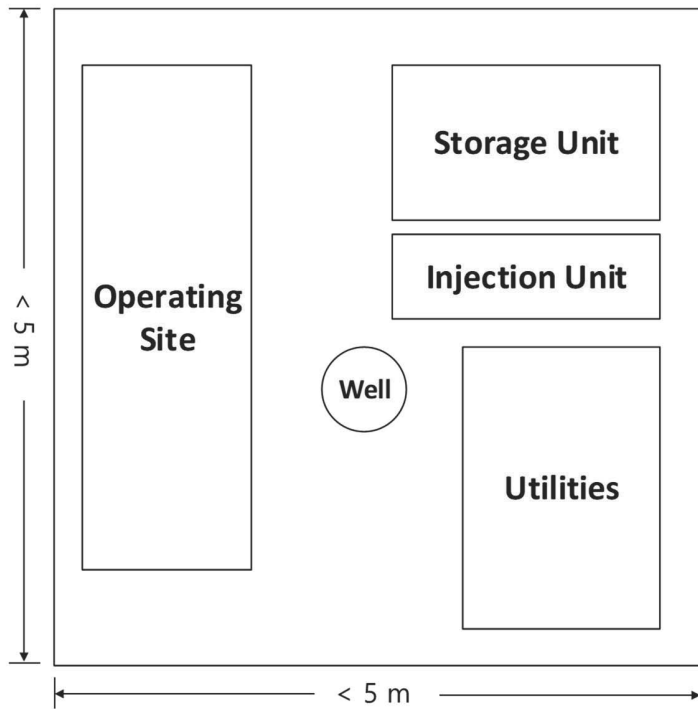 Storage Unit
Injection Unit
Operating
Site
Well
Utilities
< 5 m
< 5 m